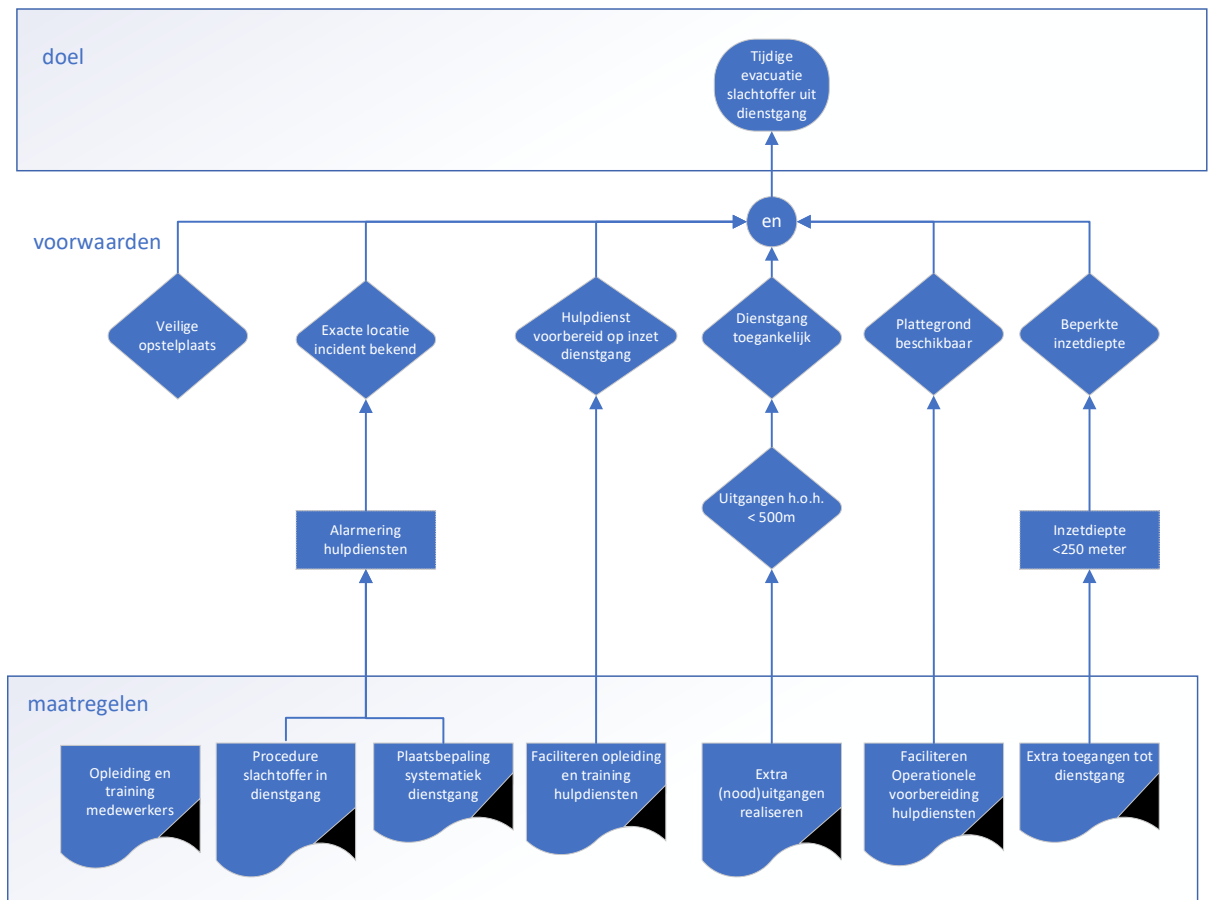 doel
Tijdige
evacuatie
slachtoffer uit
dienstgang
en
voorwaarden
Veilige
opstelplaats
Exacte locatie
incident bekend
Hulpdienst
voorbereid op inzet
dienstgang
Dienstgang
toegankelijk
Plattegrond
beschikbaar
Beperkte
inzetdiepte
Uitgangen h.o.h.
< 500m
Alarmering
hulpdiensten
Inzetdiepte
<250 meter
maatregelen
Opleiding en
training
medewerkers
Procedure
slachtoffer in
dienstgang
Plaatsbepaling
systematiek
dienstgang
Faciliteren opleiding
en training
hulpdiensten
Extra
(nood)uitgangen
realiseren
Faciliteren
Operationele
voorbereiding
hulpdiensten
Extra toegangen tot
dienstgang